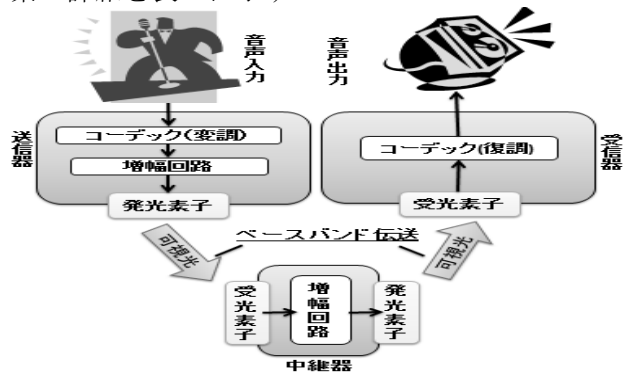 音声入力
音声出力
送信器
コーデック(変調)
増幅回路
発光素子
受信器
コーデック(復調)
受光素子
可視光
ベースバンド伝送
可視光
受光素子
増幅回路
発光素子
中継器